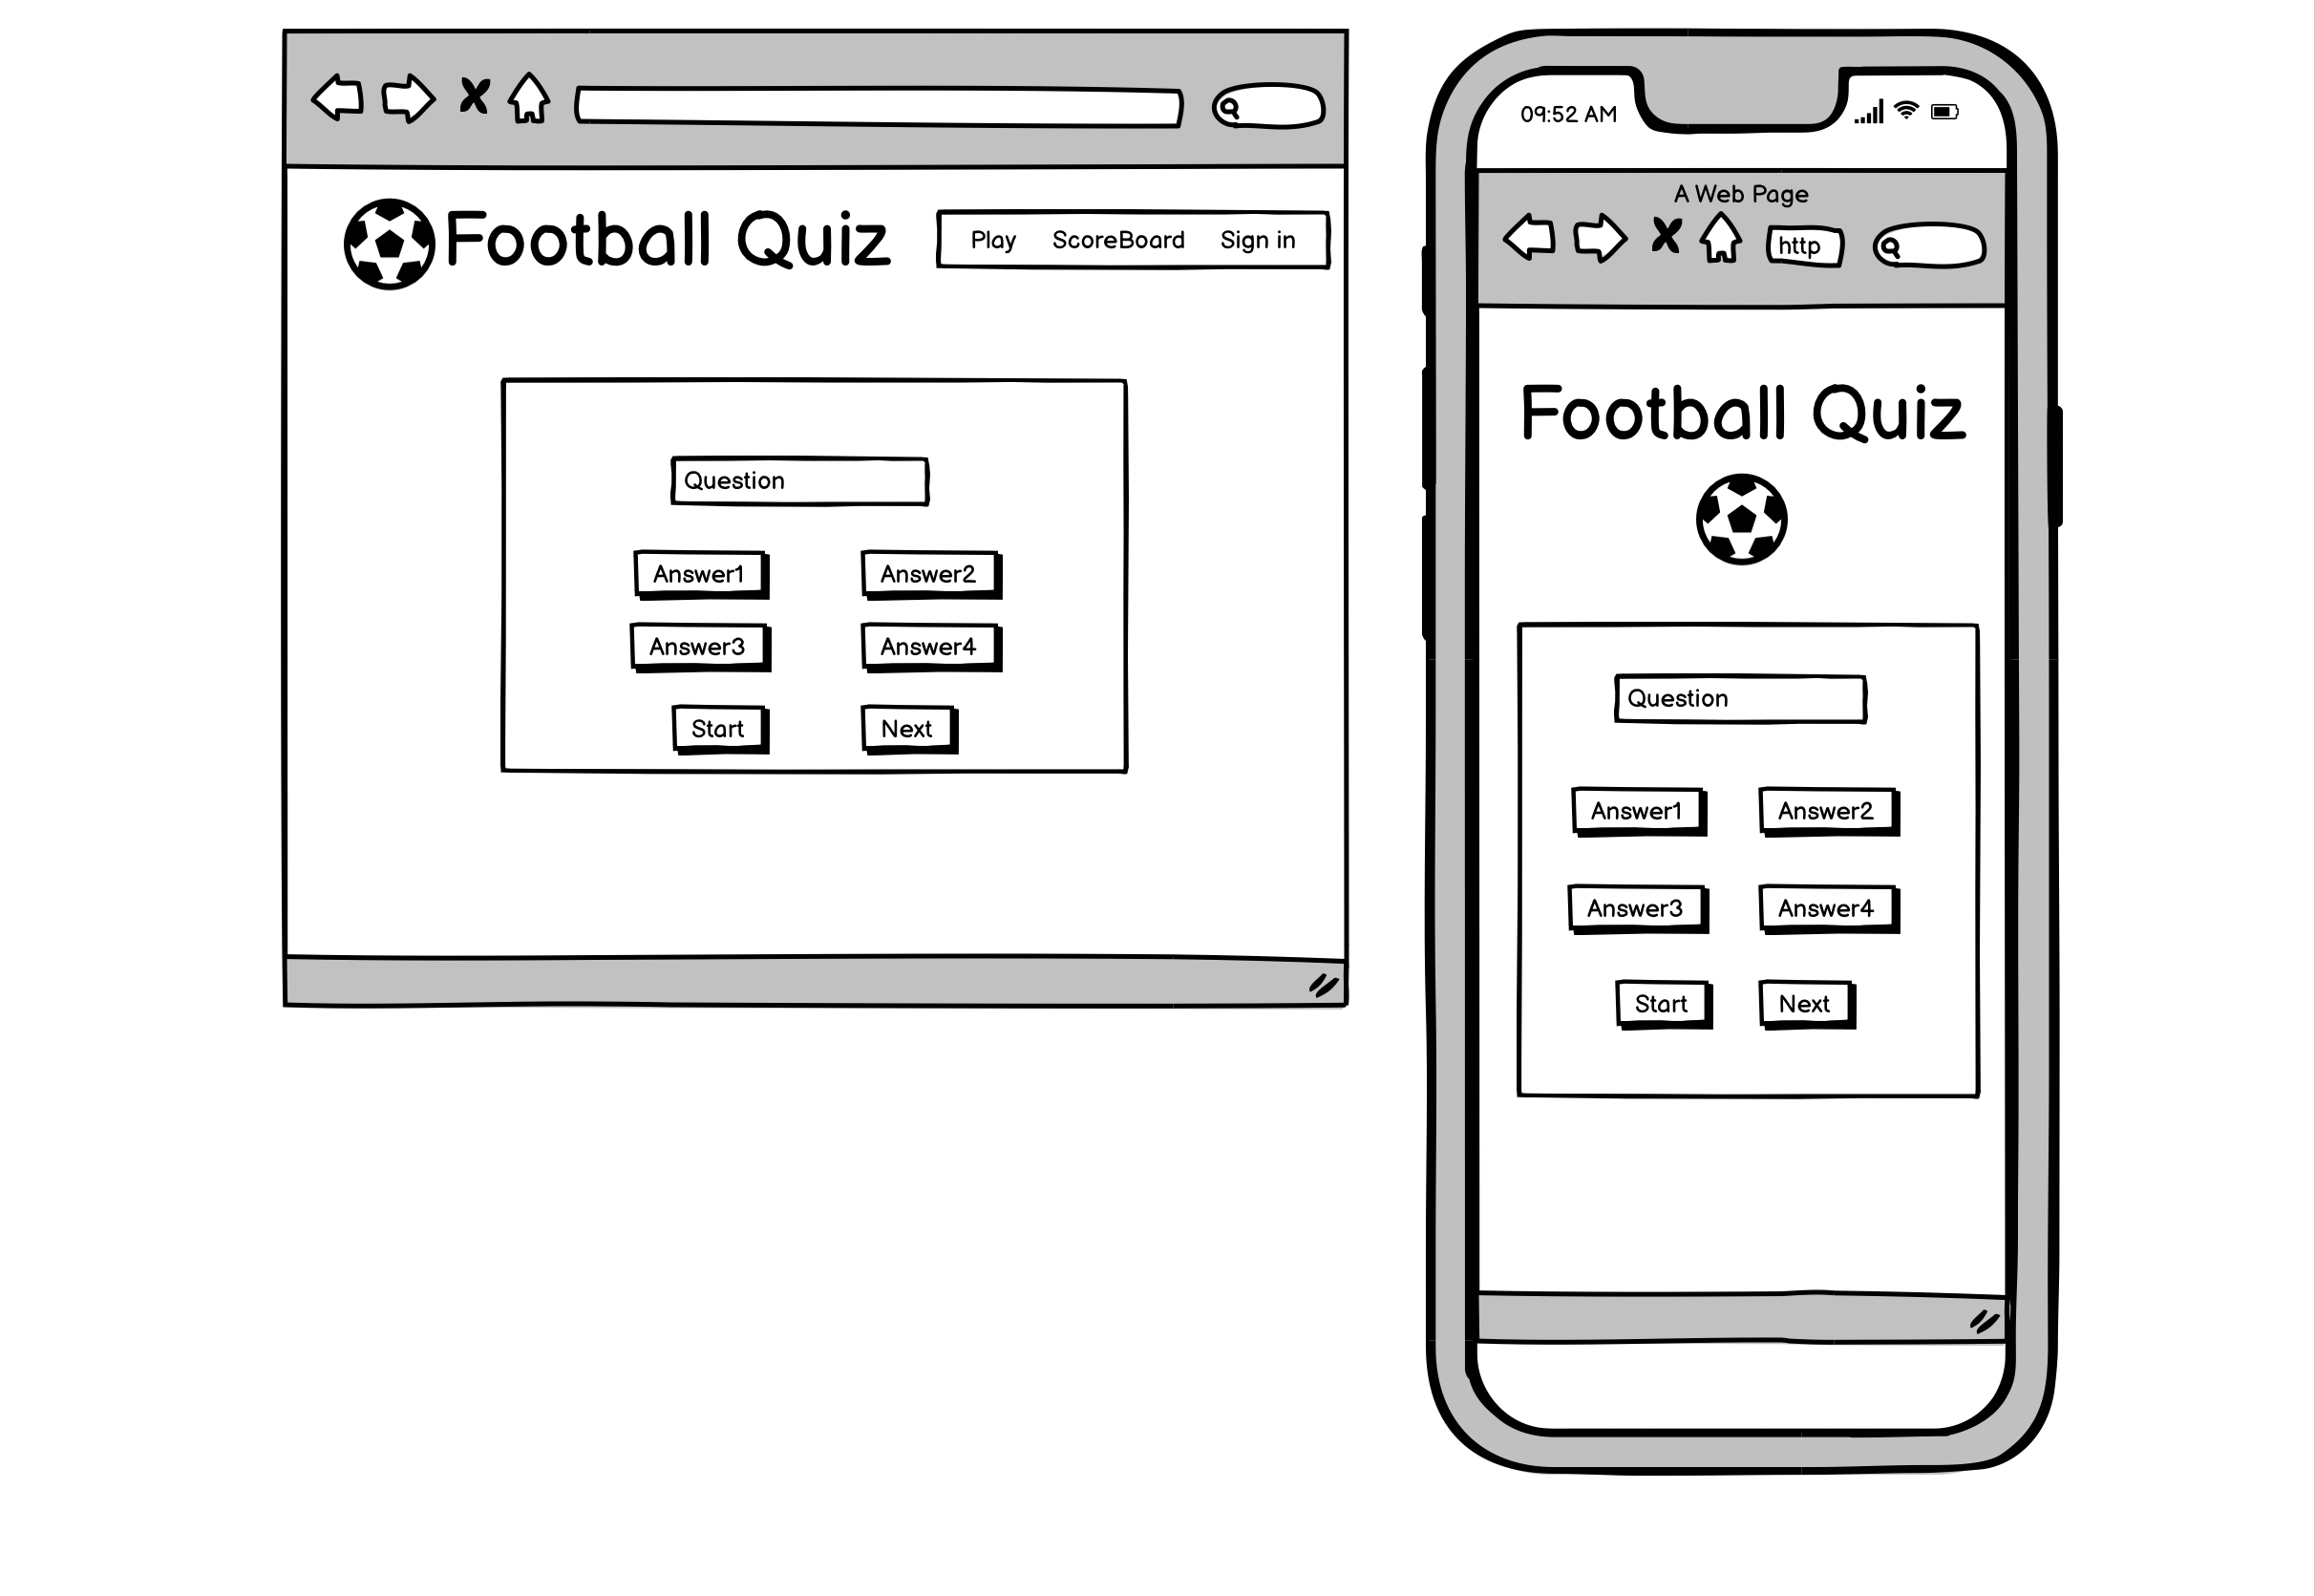 Football Quiz
Play ScoreBoard Sign in
Question
Answer1 Answer2
Answer3 Answer4
Start Next
09:52 AM
A Web Page
http
Football Quiz
Question
Answer1 Answer2
Answer3 Answer4
Start Next